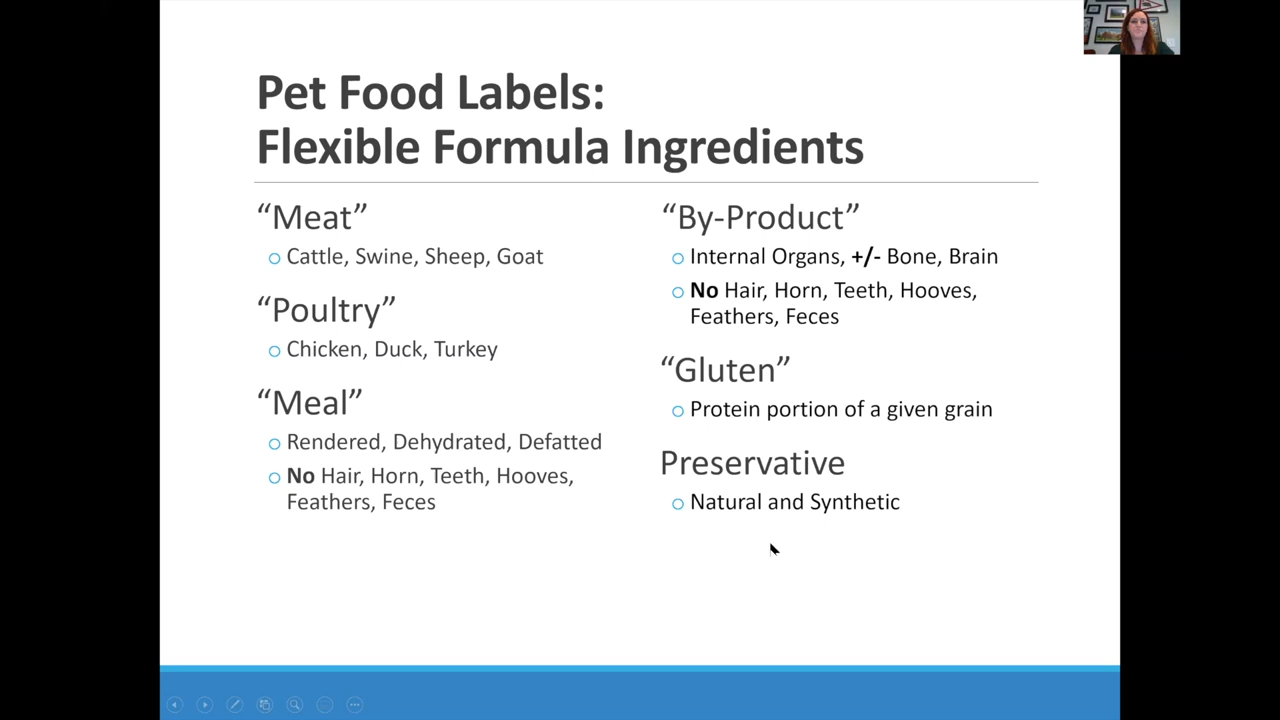 Pet Food Labels:
Flexible Formula Ingredients
“Meat”
Cattle, Swine, Sheep, Goat
“Poultry”
Chicken, Duck, Turkey
“Meal”
Rendered, Dehydrated, Defatted
No Hair, Horn, Teeth, Hooves,
Feathers, Feces
“By-Product”
Internal Organs, +/- Bone, Brain
No Hair, Horn, Teeth, Hooves,
Feathers, Feces
“Gluten”
Protein portion of a given grain
Preservative
Natural and Synthetic